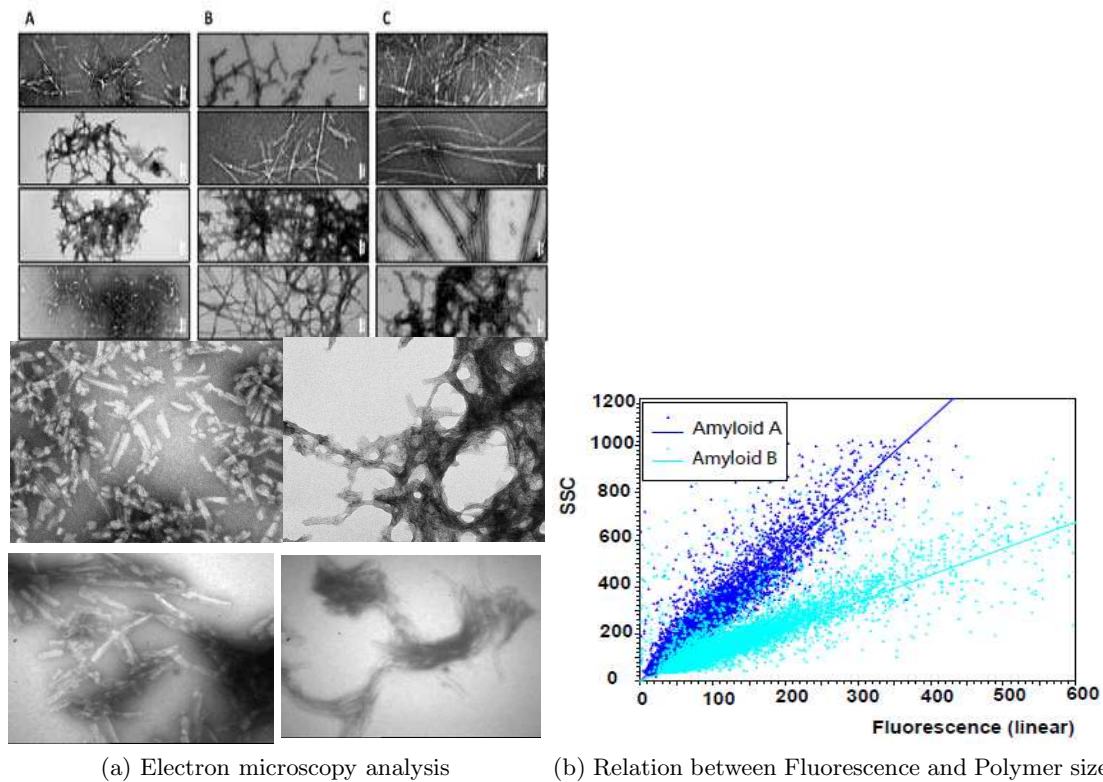 A B C
1200
1000
800
600
400
200
0
SSC
Amyloid A
Amyloid B
0 100 200 300 400 500 600
Fluorescence (linear)
(a) Electron microscopy analysis
(b) Relation between Fluorescence and Polymer size